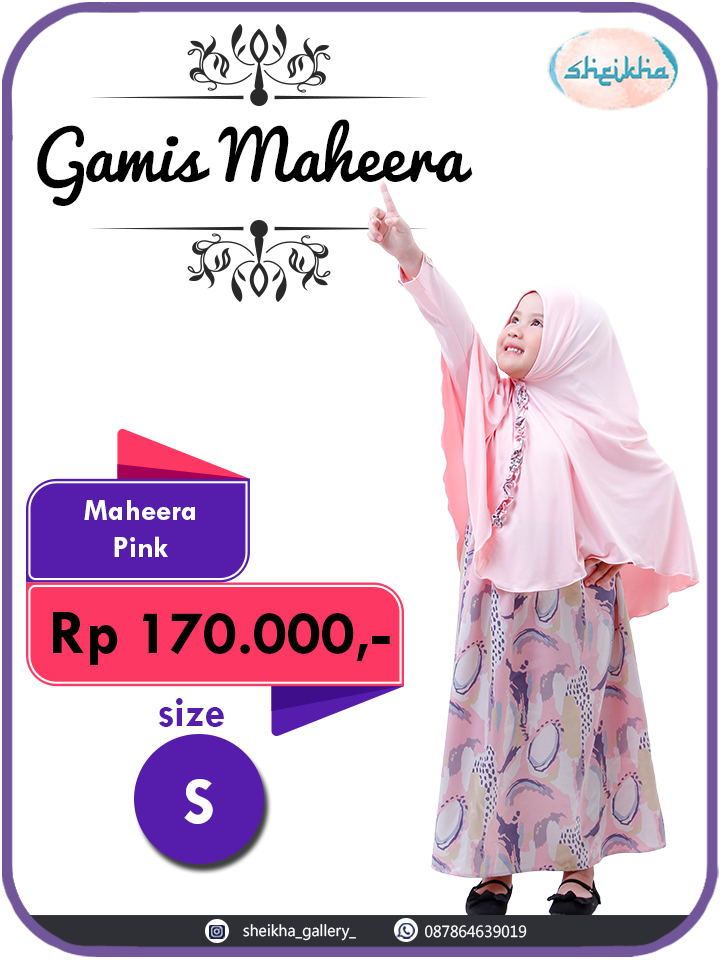 sheikha
Gamis Maheera
Maheera
Pink
Rp 170.000,-
size
S
sheikha_gallery_ 087864639019